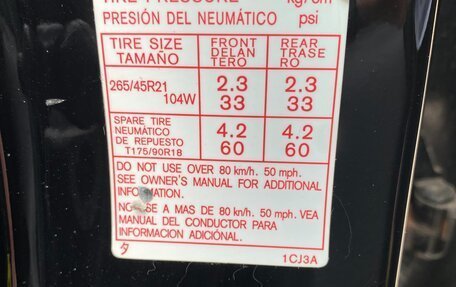 TIRE PRESSURE kg/cm²
PRESIÓN DEL NEUMÁTICO psi
TIRE SIZE FRONT REAR
TAMAÑO DELAN TRASE
TERO RO
265/45R21 2.3 2.3
104W 33 33
SPARE TIRE 4.2 4.2
NEUMÁTICO
DE REPUESTO 60 60
T175/90R18
DO NOT USE OVER 80 km/h. 50 mph.
SEE OWNER'S MANUAL FOR ADDITIONAL
INFORMATION.
NO USE A MAS DE 80 km/h. 50 mph. VEA
MANUAL DEL CONDUCTOR PARA
INFORMACION ADICIÓNAL.
1CJ3A